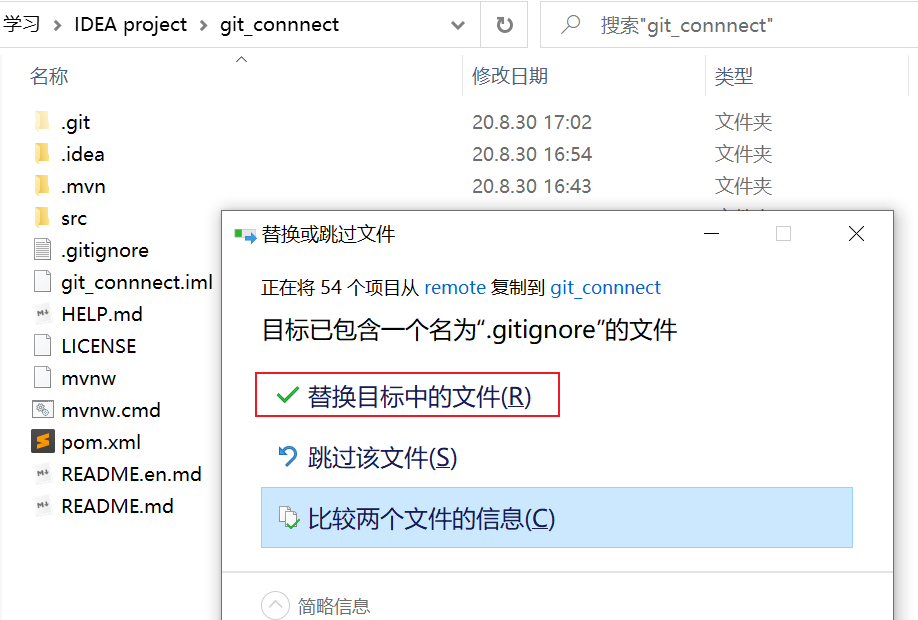 学习 › IDEA project › git_connnect
搜索"git_connnect"
名称 修改日期 类型
.git 20.8.30 17:02 文件夹
.idea 20.8.30 16:54 文件夹
.mvn 20.8.30 16:43 文件夹
src
.gitignore
git_connnect.iml
HELP.md
LICENSE
mvnw
mvnw.cmd
pom.xml
README.en.md
README.md
替换或跳过文件
正在将 54 个项目从 remote 复制到 git_connnect
目标已包含一个名为“.gitignore”的文件
替换目标中的文件(R)
跳过该文件(S)
比较两个文件的信息(C)
简略信息